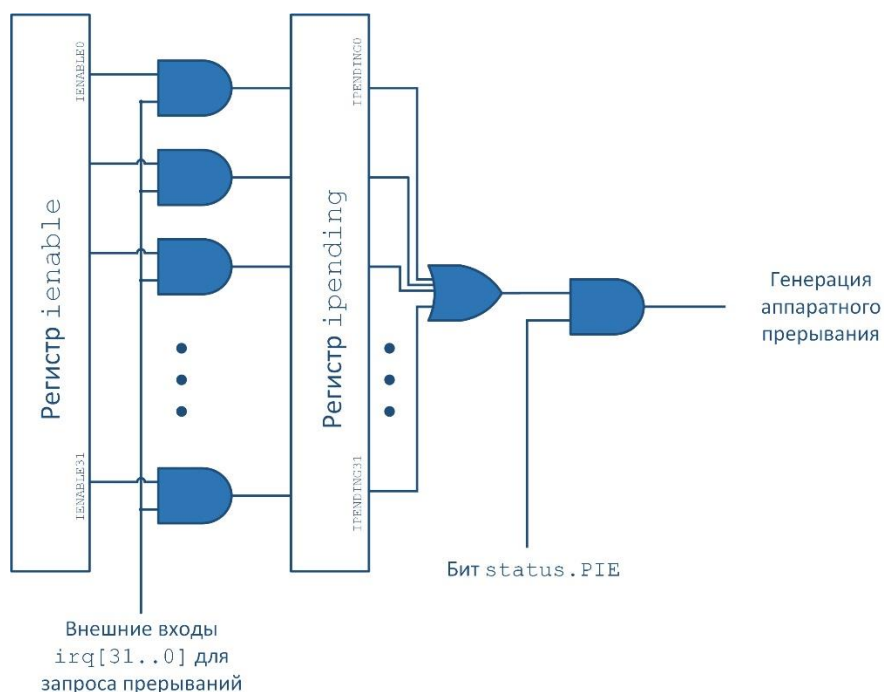 Регистр ienable
IENABLE0
IENABLE31
Регистр ipending
IPENDING0
IPENDING31
Генерация
аппаратного
прерывания
Бит status.PIE
Внешние входы
irq[31..0] для
запроса прерываний